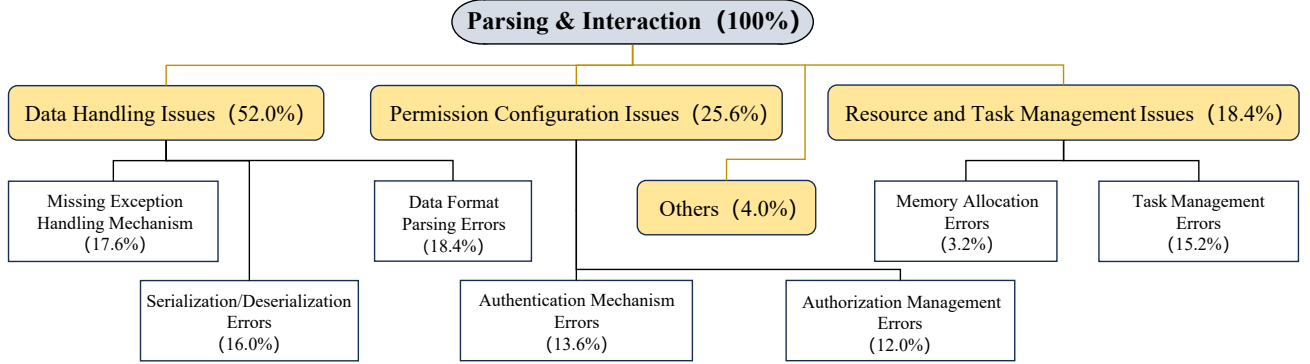 Parsing & Interaction (100%)
Data Handling Issues (52.0%)
Permission Configuration Issues (25.6%)
Resource and Task Management Issues (18.4%)
Others (4.0%)
Missing Exception
Handling Mechanism
(17.6%)
Data Format
Parsing Errors
(18.4%)
Memory Allocation
Errors
(3.2%)
Task Management
Errors
(15.2%)
Serialization/Deserialization
Errors
(16.0%)
Authentication Mechanism
Errors
(13.6%)
Authorization Management
Errors
(12.0%)